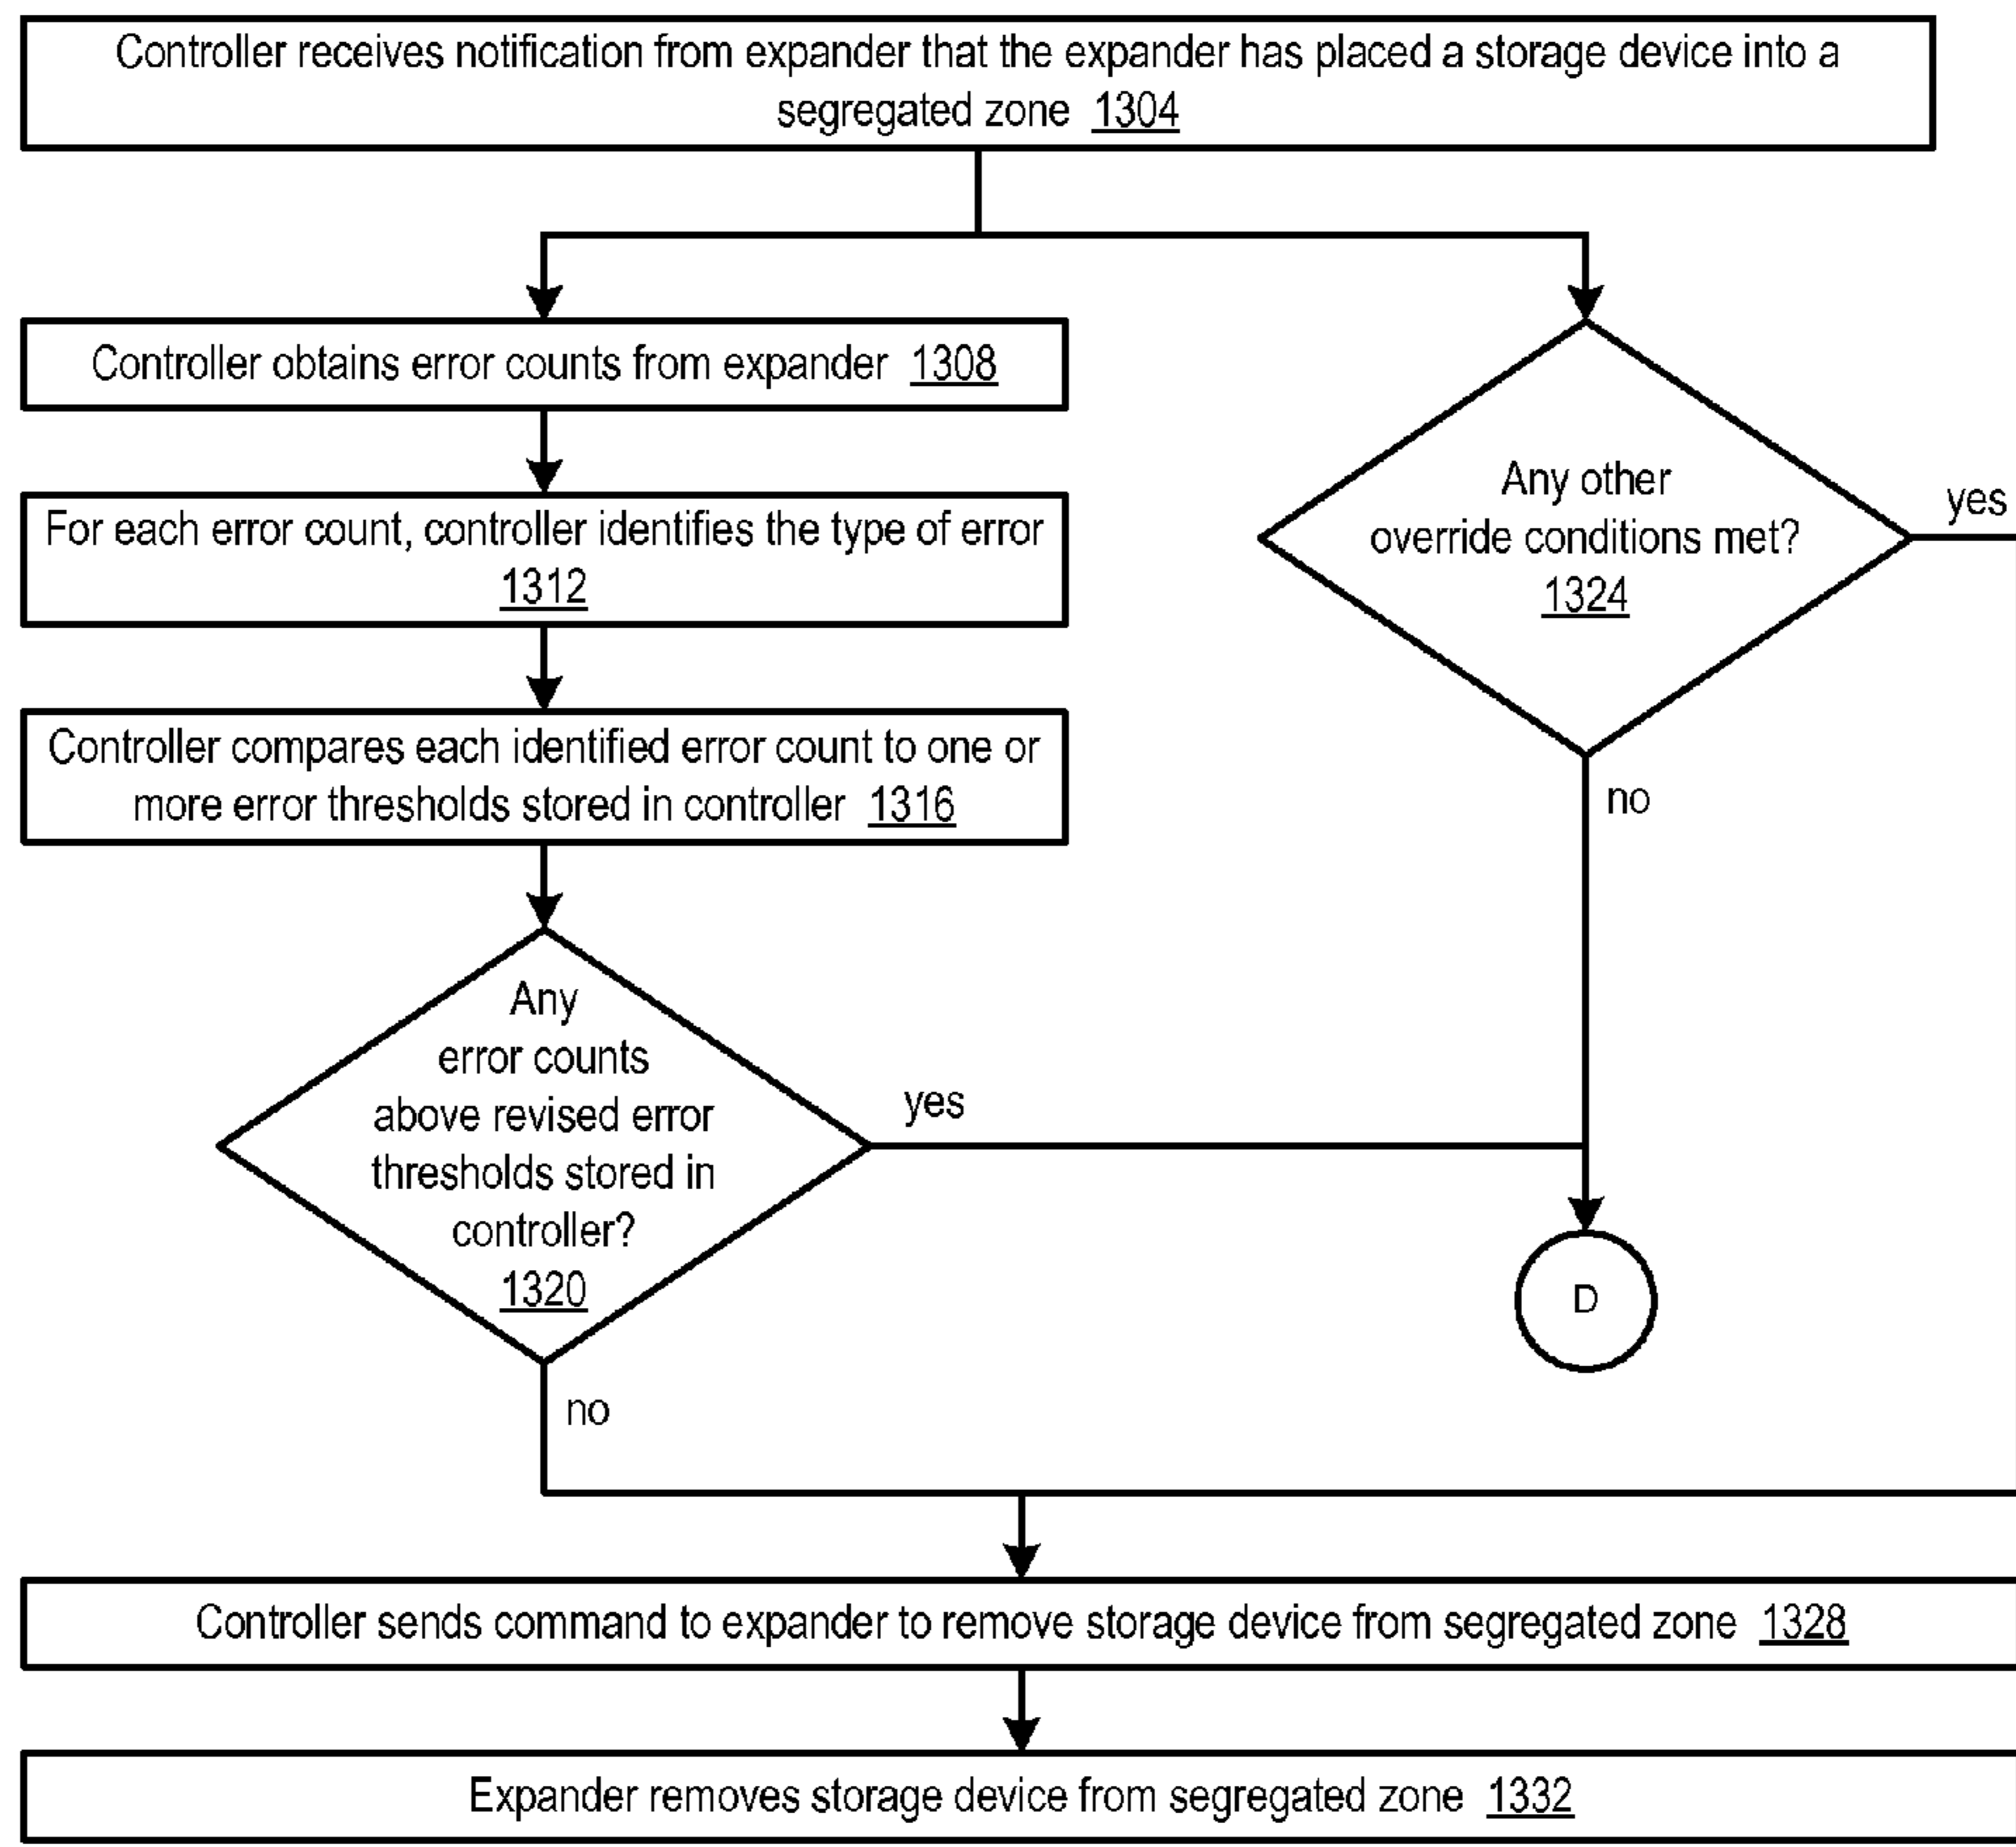 Controller receives notification from expander that the expander has placed a storage device into a
segregated zone 1304
Controller obtains error counts from expander 1308
For each error count, controller identifies the type of error
1312
Controller compares each identified error count to one or
more error thresholds stored in controller 1316
Any
error counts
above revised error
thresholds stored in
controller?
1320
yes
no
Any other
override conditions met?
1324
yes
no
D
Controller sends command to expander to remove storage device from segregated zone 1328
Expander removes storage device from segregated zone 1332